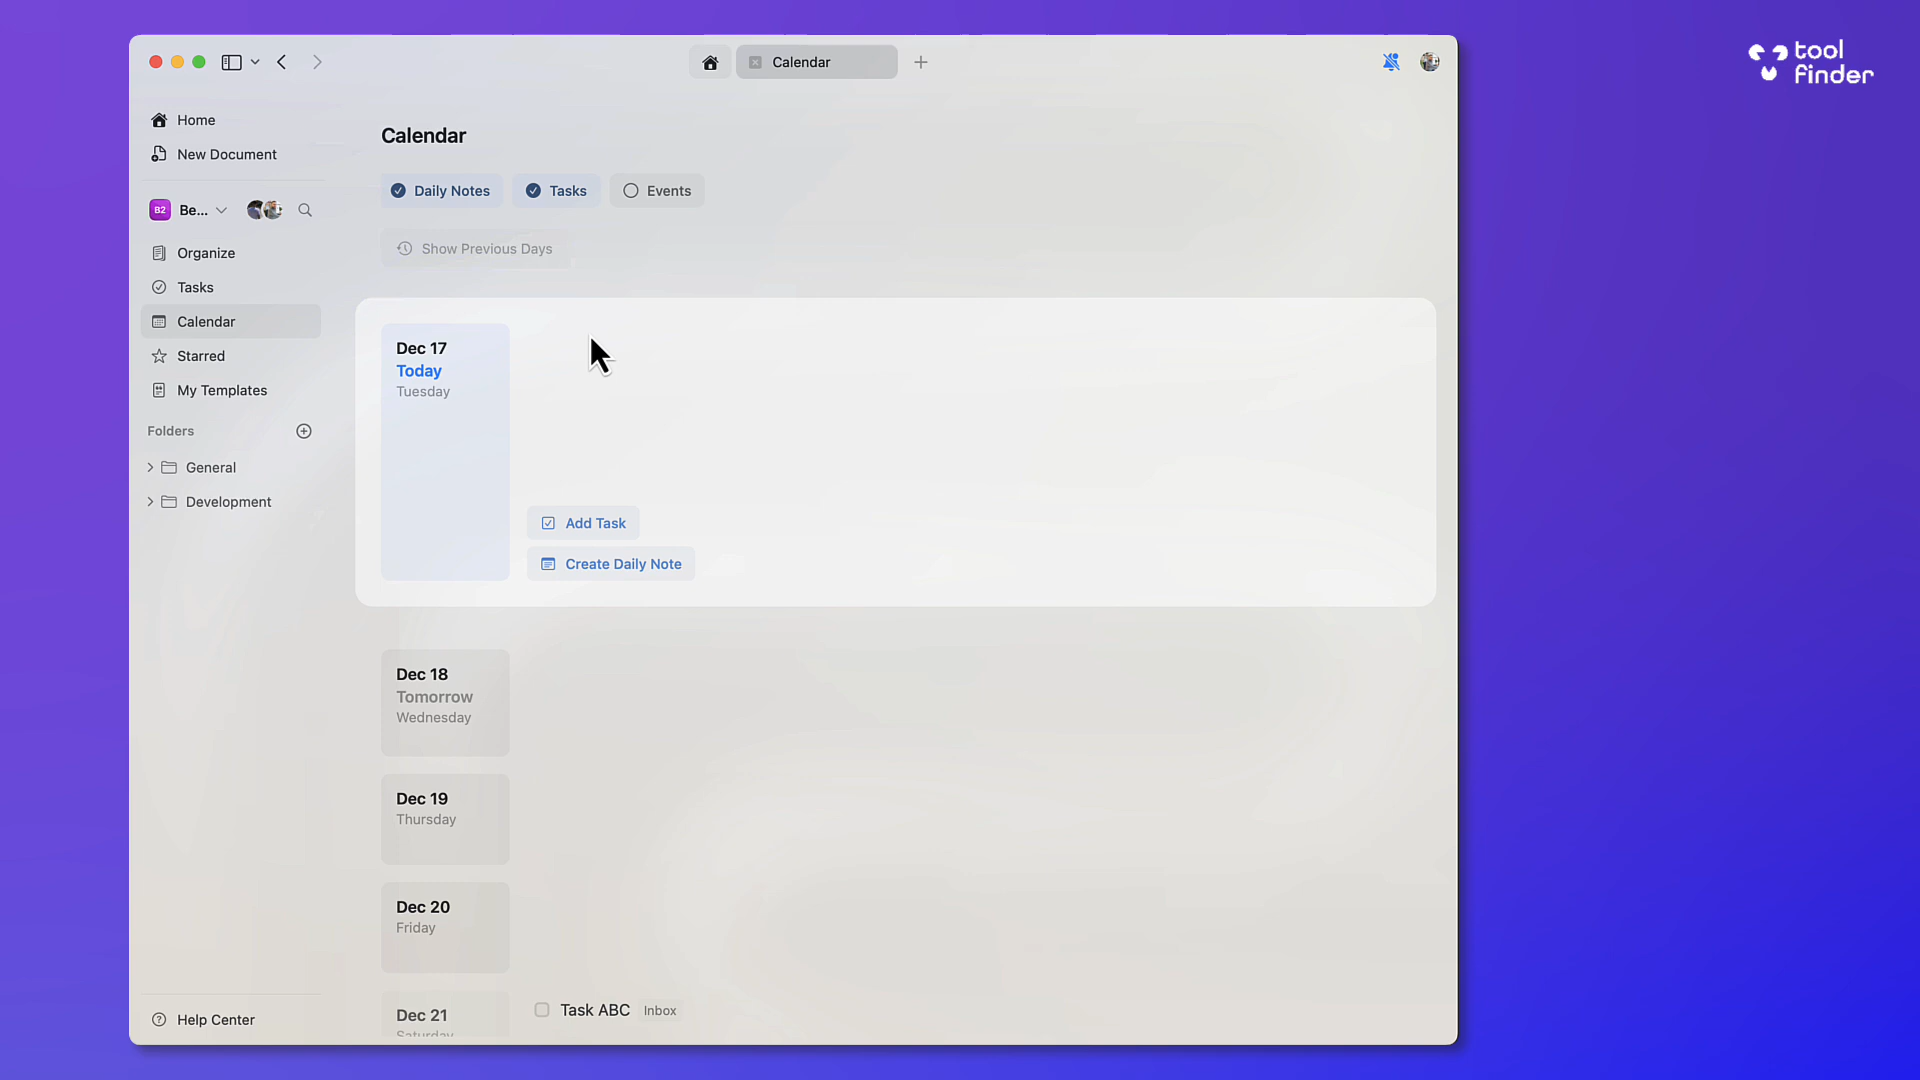 Calendar
tool
finder
Home
New Document
B2 Be...
Organize
Tasks
Calendar
Starred
My Templates
Folders
General
Development
Help Center
Calendar
Daily Notes Tasks Events
Show Previous Days
Dec 17
Today
Tuesday
Add Task
Create Daily Note
Dec 18
Tomorrow
Wednesday
Dec 19
Thursday
Dec 20
Friday
Dec 21
Saturday
Task ABC Inbox